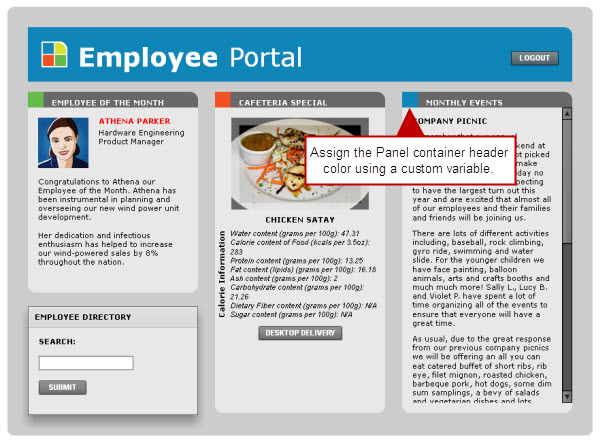 Employee Portal
LOGOUT
EMPLOYEE OF THE MONTH
ATHENA PARKER
Hardware Engineering
Product Manager
Congratulations to Athena our
Employee of the Month. Athena has
been instrumental in planning and
overseeing our new wind power unit
development.
Her dedication and infectious
enthusiasm has helped to increase
our wind-powered sales by 8%
throughout the nation.
EMPLOYEE DIRECTORY
SEARCH:
SUBMIT
CAFETERIA SPECIAL
CHICKEN SATAY
Calorie Information
Water content (grams per 100g): 47.31
Calorie content of Food (kcals per 3.5oz):
283
Protein content (grams per 100g): 13.25
Fat content (lipids) (grams per 100g): 16.18
Ash content (grams per 100g): 2
Carbohydrate content (grams per 100g):
21.26
Dietary Fiber content (grams per 100g): N/A
Sugar content (grams per 100g): N/A
DESKTOP DELIVERY
MONTHLY EVENTS
COMPANY PICNIC
Assign the Panel container header
color using a custom variable.
kend at
ot picked
make
day no
pecting
to have the largest turn out this
year and are excited that almost all
of our employees and their families
and friends will be joining us.
There are lots of different activities
including, baseball, rock climbing,
gyro ride, swimming and water
slide. For the younger children we
have face painting, balloon
animals, arts and crafts booths and
much much more! Sally L., Lucy B.
and Violet P. have spent a lot of
time organizing all of the events to
ensure that everyone will have a
great time.
As usual, due to the great response
from our previous company picnics
we will be offering an all you can
eat catered buffet of short ribs, rib
eye, filet mignon, roasted chicken,
barbeque pork, hot dogs, some dim
sum samplings, a bevy of salads
and vegetarian dishes and lots